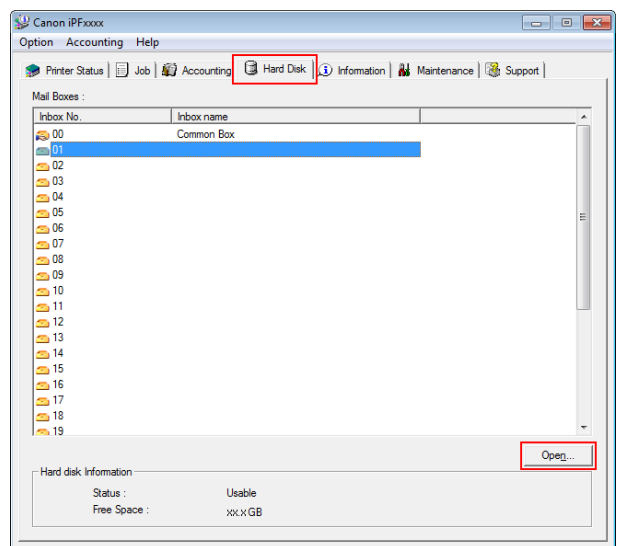 Canon iPFxxxx
Option Accounting Help
Printer Status Job Accounting Hard Disk Information Maintenance Support
Mail Boxes :
Inbox No. Inbox name
00 Common Box
01
02
03
04
05
06
07
08
09
10
11
12
13
14
15
16
17
18
19
Open...
Hard disk Information
Status : Usable
Free Space : xx.x GB